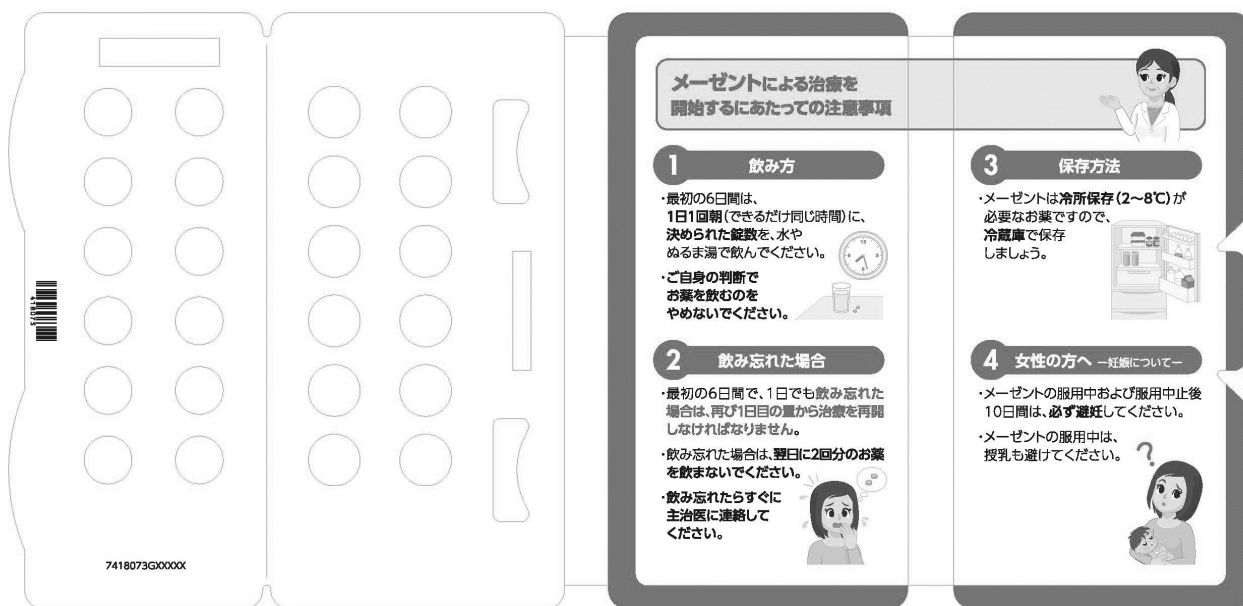 メーゼントによる治療を
開始するにあたっての注意事項
1 飲み方
・最初の6日間は、
1日1回朝(できるだけ同じ時間)に、
決められた錠数を、水や
ぬるま湯で飲んでください。
・ご自身の判断で
お薬を飲むのを
やめないでください。
2 飲み忘れた場合
・最初の6日間で、1日でも飲み忘れた
場合は、再び1日目の量から治療を再開
しなければなりません。
・飲み忘れた場合は、翌日に2回分のお薬
を飲まないでください。
・飲み忘れたらすぐに
主治医に連絡して
ください。
3 保存方法
・メーゼントは冷所保存(2〜8℃)が
必要なお薬ですので、
冷蔵庫で保存
しましょう。
4 女性の方へ ー妊娠についてー
・メーゼントの服用中および服用中止後
10日間は、必ず避妊してください。
・メーゼントの服用中は、
授乳も避けてください。
?
418073
7418073GXXXXX